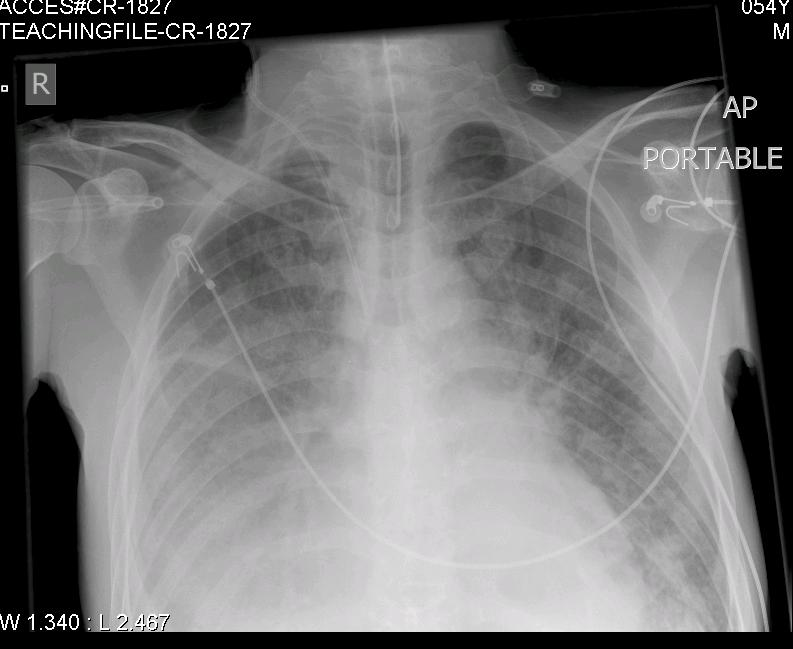 ACCES#CR-1827
TEACHINGFILE-CR-1827
054Y
M
R
AP
PORTABLE
W 1.340 : L 2.467